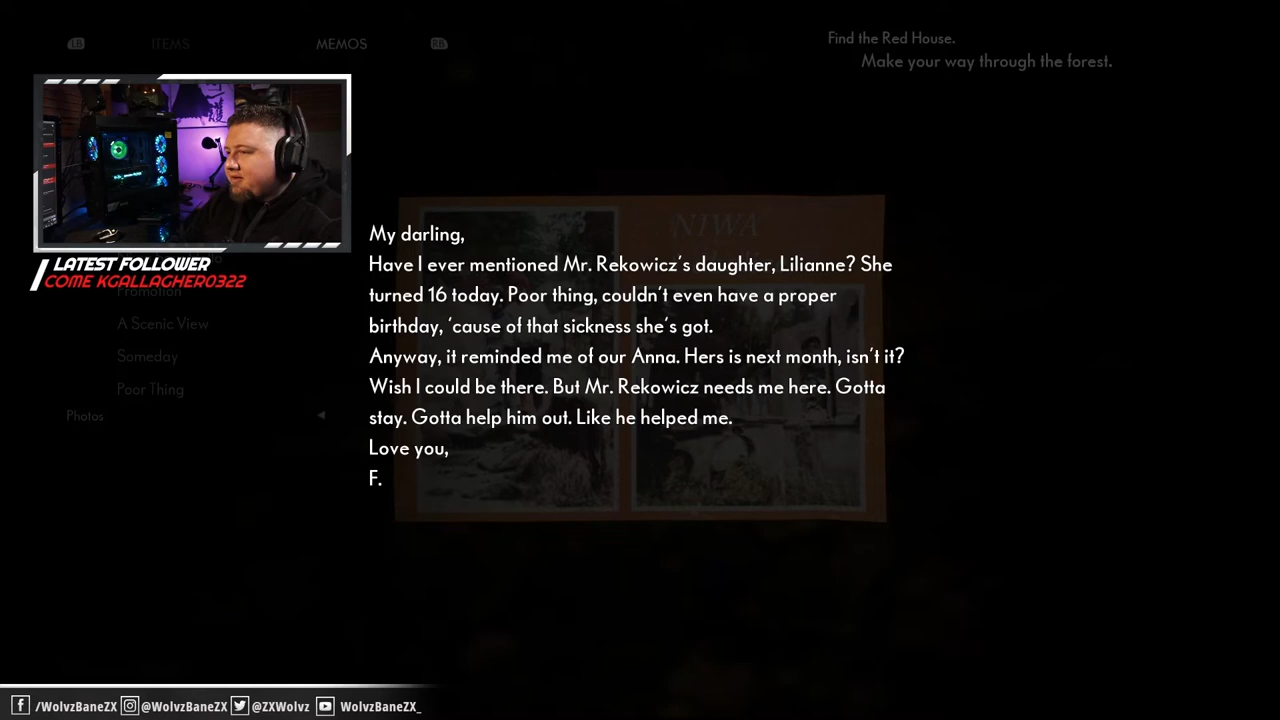 LB
ITEMS
MEMOS
RB
Find the Red House.
Make your way through the forest.
NIWA
My darling,
Have I ever mentioned Mr. Rekowicz's daughter, Lilianne? She
turned 16 today. Poor thing, couldn't even have a proper
birthday, 'cause of that sickness she's got.
Anyway, it reminded me of our Anna. Hers is next month, isn't it?
Wish I could be there. But Mr. Rekowicz needs me here. Gotta
stay. Gotta help him out. Like he helped me.
Love you,
F.
LATEST FOLLOWER
COME KGALLAGHER0322
Promotion
A Scenic View
Someday
Poor Thing
Photos
/WolvzBaneZX
@WolvzBaneZX
@ZXWolvz
WolvzBaneZX_